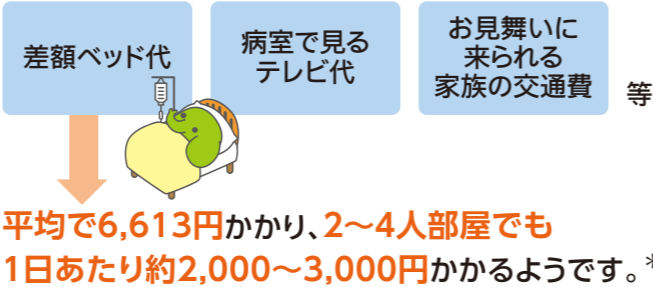 差額ベッド代
病室で見る
テレビ代
お見舞いに
来られる
家族の交通費
等
平均で6,613円かかり、2〜4人部屋でも
1日あたり約2,000〜3,000円かかるようです。*